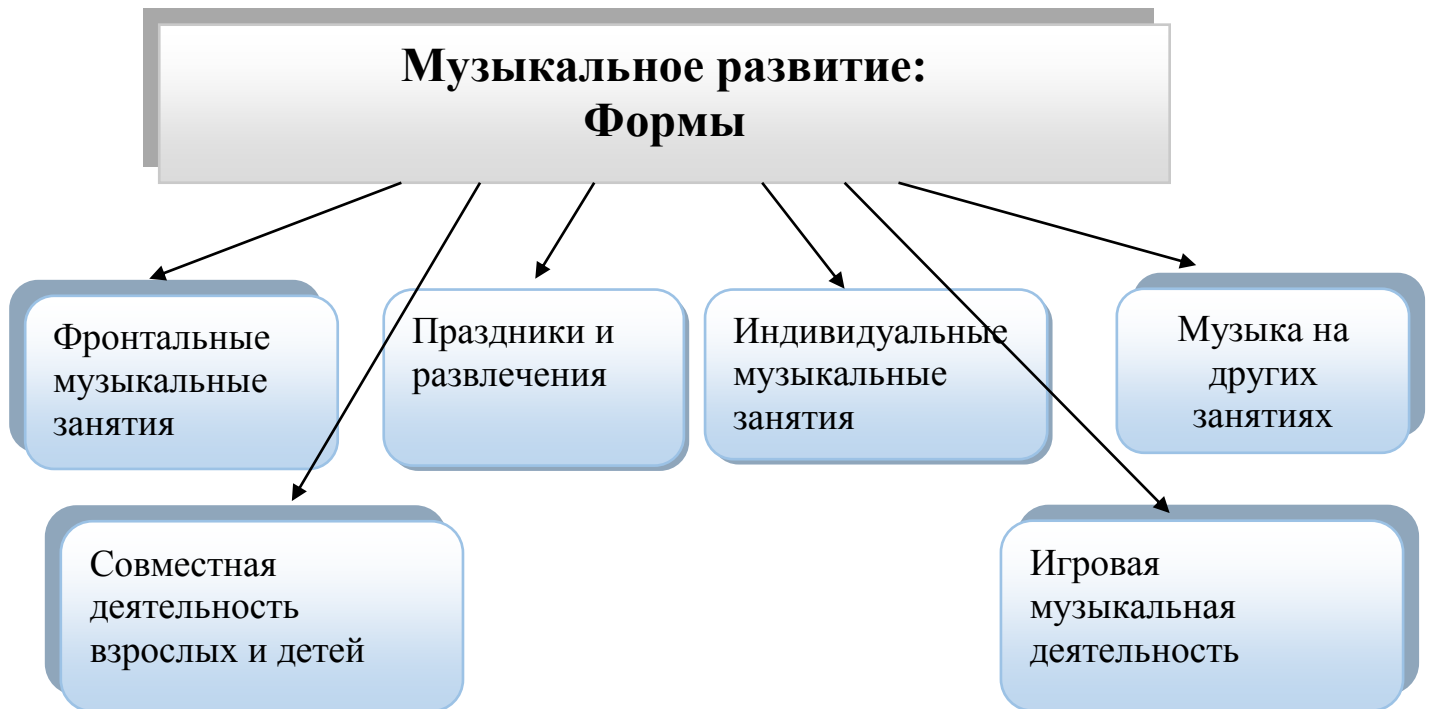 Музыкальное развитие:
Формы
Фронтальные
музыкальные
занятия
Праздники и
развлечения
Индивидуальные
музыкальные
занятия
Музыка на
других
занятиях
Совместная
деятельность
взрослых и детей
Игровая
музыкальная
деятельность